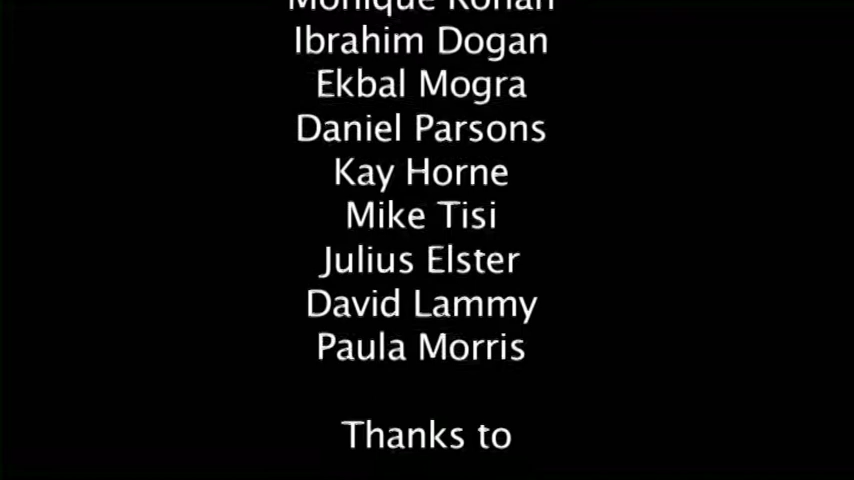 Ibrahim Dogan
Ekbal Mogra
Daniel Parsons
Kay Horne
Mike Tisi
Julius Elster
David Lammy
Paula Morris
Thanks to